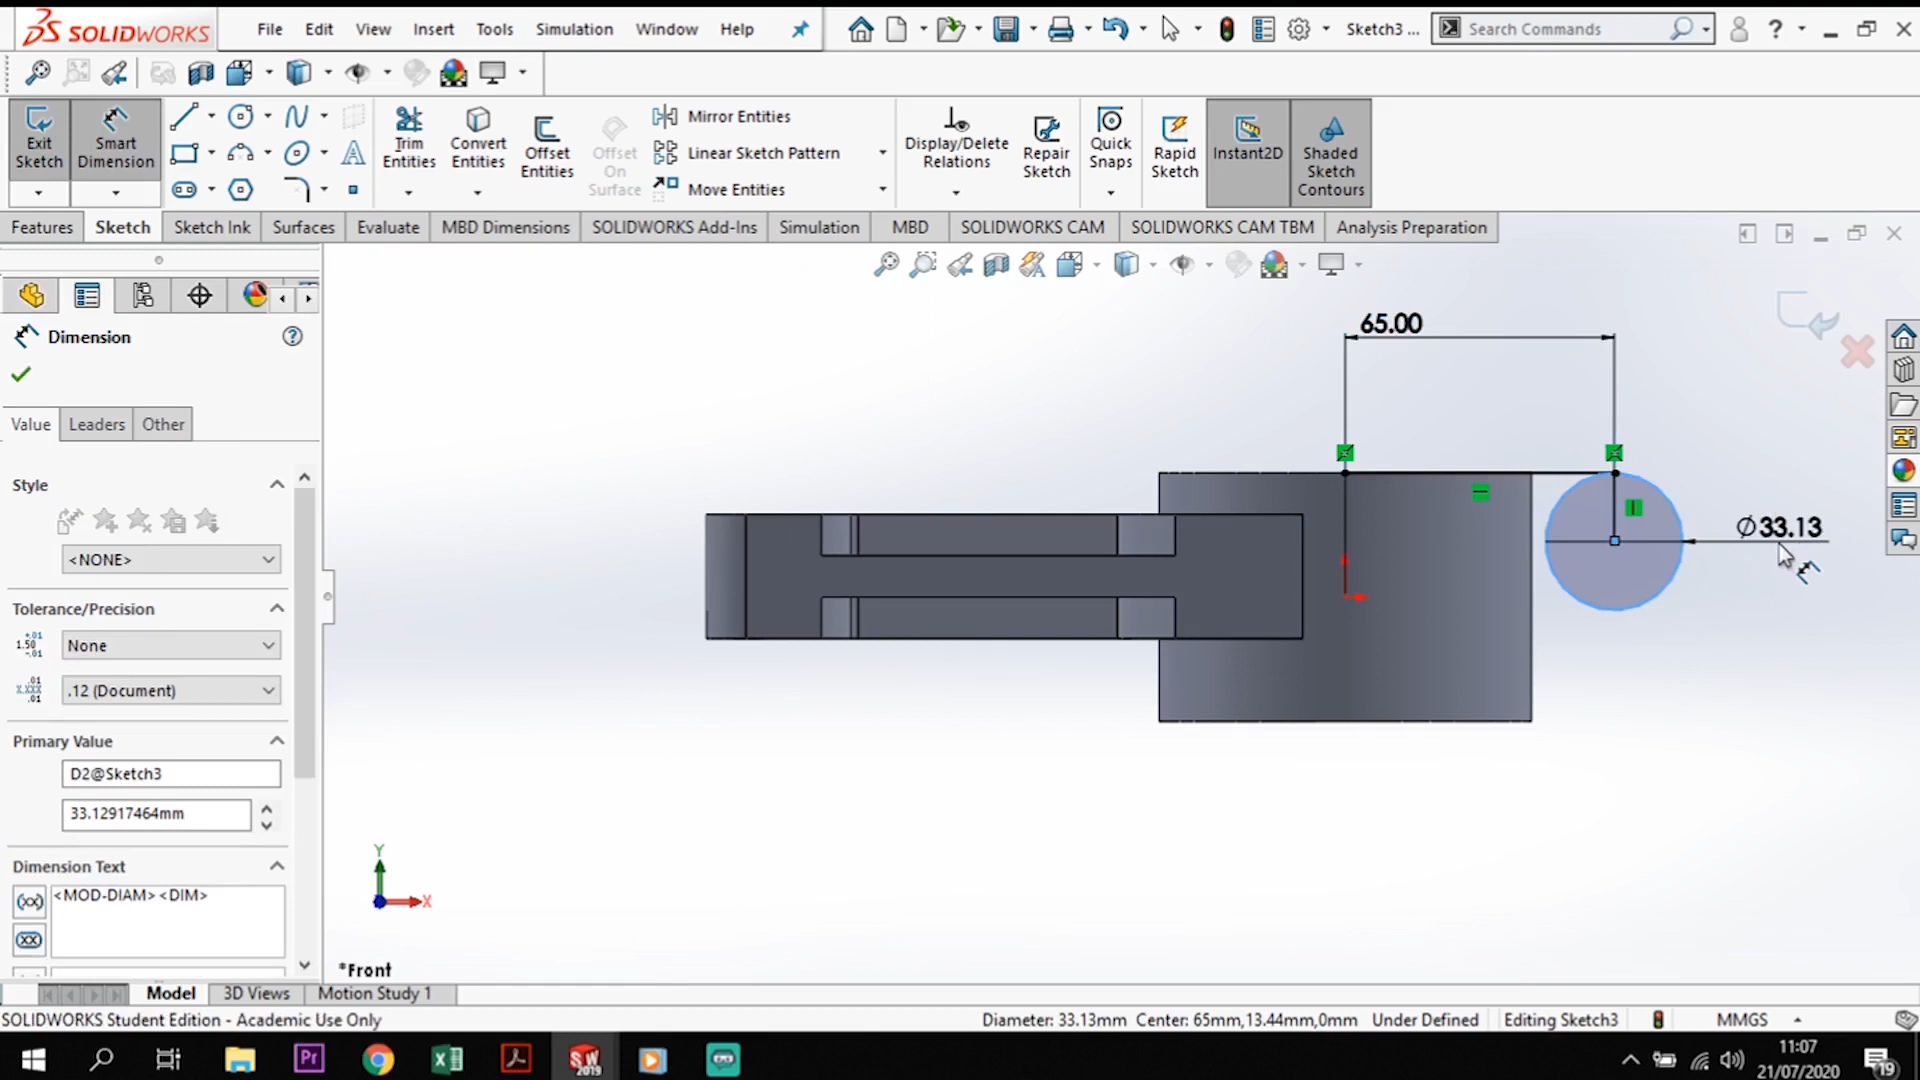 SOLIDWORKS File Edit View Insert Tools Simulation Window Help Sketch3 ... Search Commands ?
Exit Sketch
Smart Dimension
Trim Entities
Convert Entities
Offset Entities
Offset On Surface
Mirror Entities
Linear Sketch Pattern
Move Entities
Display/Delete Relations
Repair Sketch
Quick Snaps
Rapid Sketch
Instant2D
Shaded Sketch Contours
Features Sketch Sketch Ink Surfaces Evaluate MBD Dimensions SOLIDWORKS Add-Ins Simulation MBD SOLIDWORKS CAM SOLIDWORKS CAM TBM Analysis Preparation
Dimension ?
Value Leaders Other
Style
<NONE>
Tolerance/Precision
None
.12 (Document)
Primary Value
D2@Sketch3
33.12917464mm
Dimension Text
<MOD-DIAM><DIM>
(xx)
65.00
Ø33.13
Y
X
*Front
Model 3D Views Motion Study 1
SOLIDWORKS Student Edition - Academic Use Only Diameter: 33.13mm Center: 65mm,13.44mm,0mm Under Defined Editing Sketch3 MMGS
Pr
SW 2019
11:07
21/07/2020
19